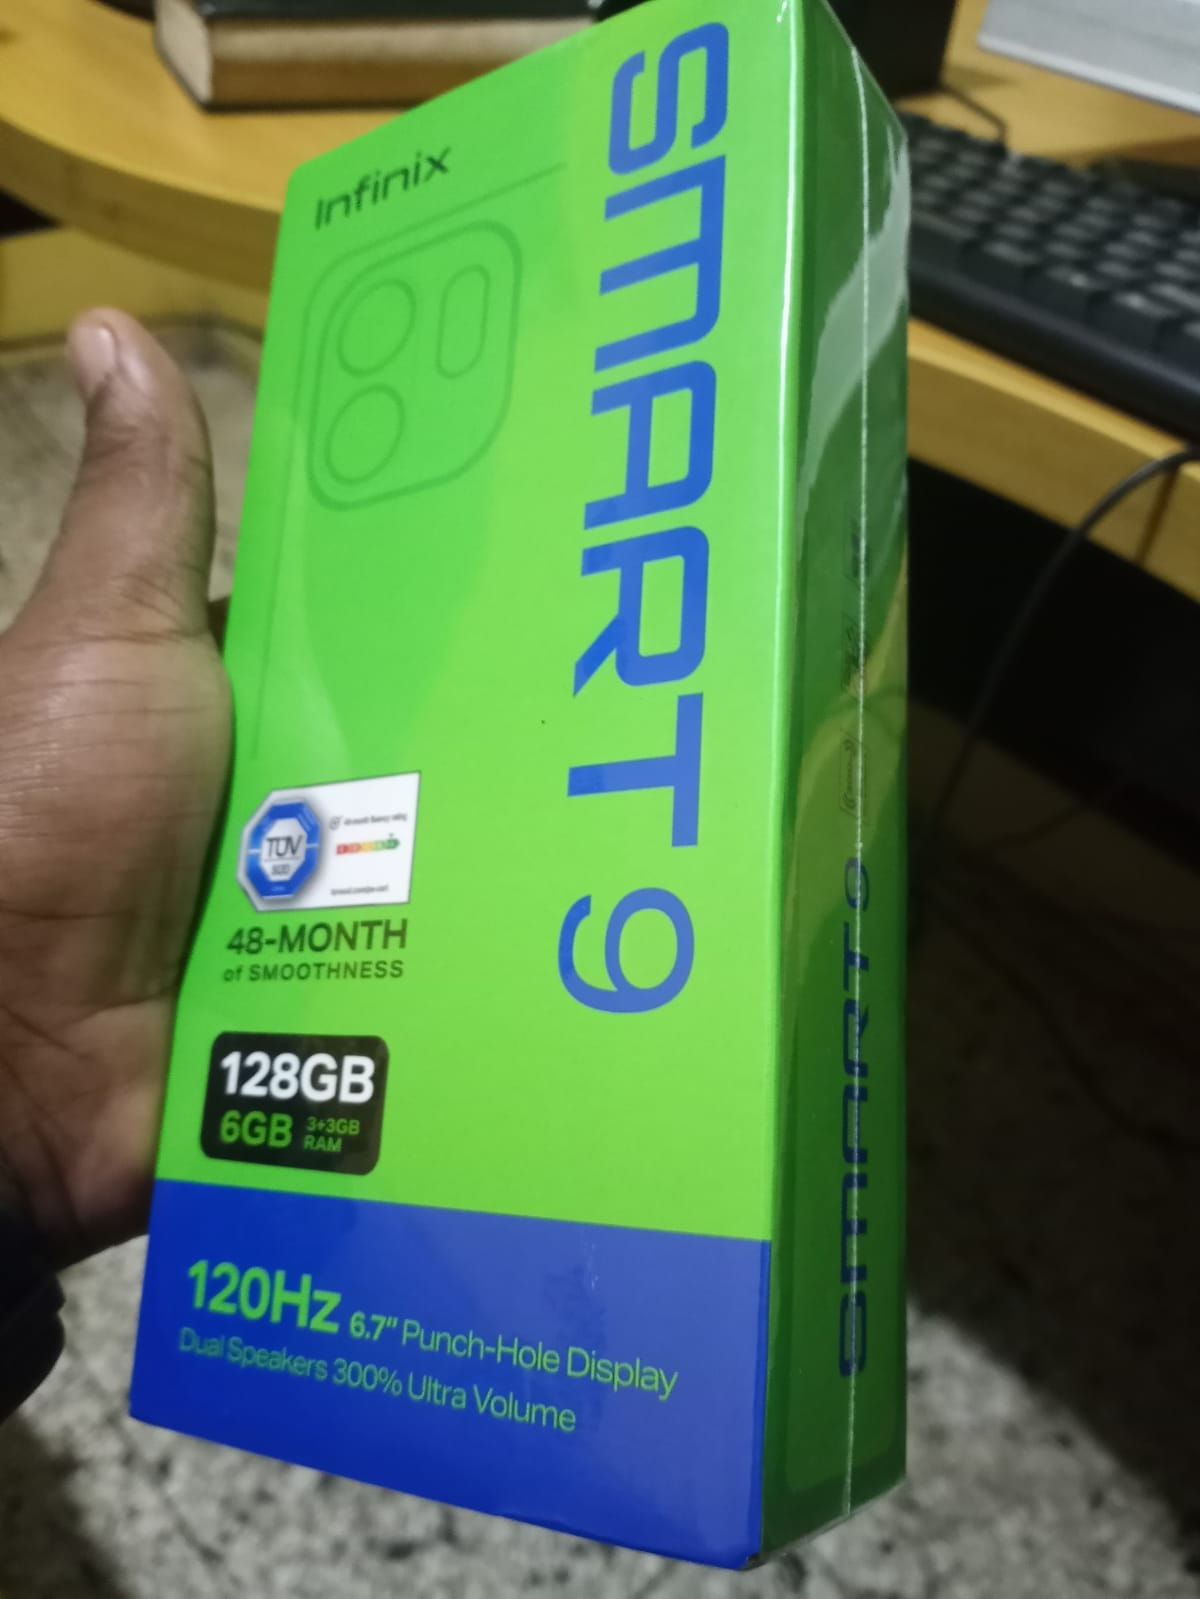 Infinix
SMART 9
TÜV
SÜD
48-MONTH
of SMOOTHNESS
128GB
6GB 3+3GB
RAM
120Hz 6.7" Punch-Hole Display
Dual Speakers 300% Ultra Volume
SMART 9